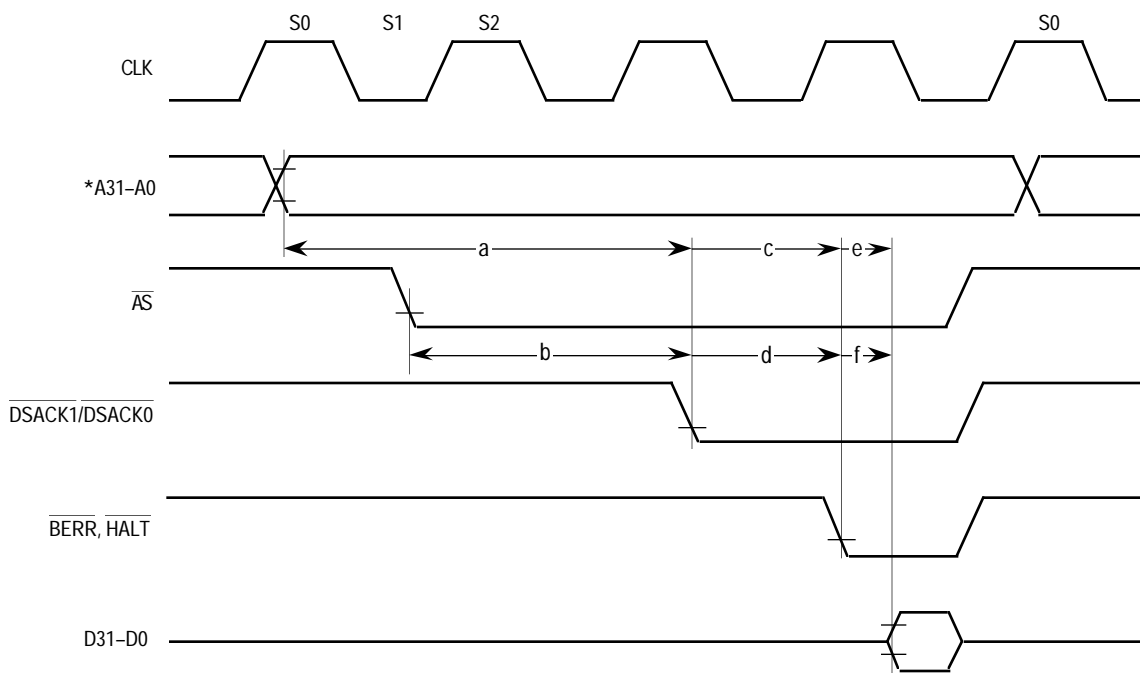 S0 S1 S2 S0
CLK
*A31–A0
a c e
AS
b d f
DSACK1/DSACK0
BERR, HALT
D31–D0